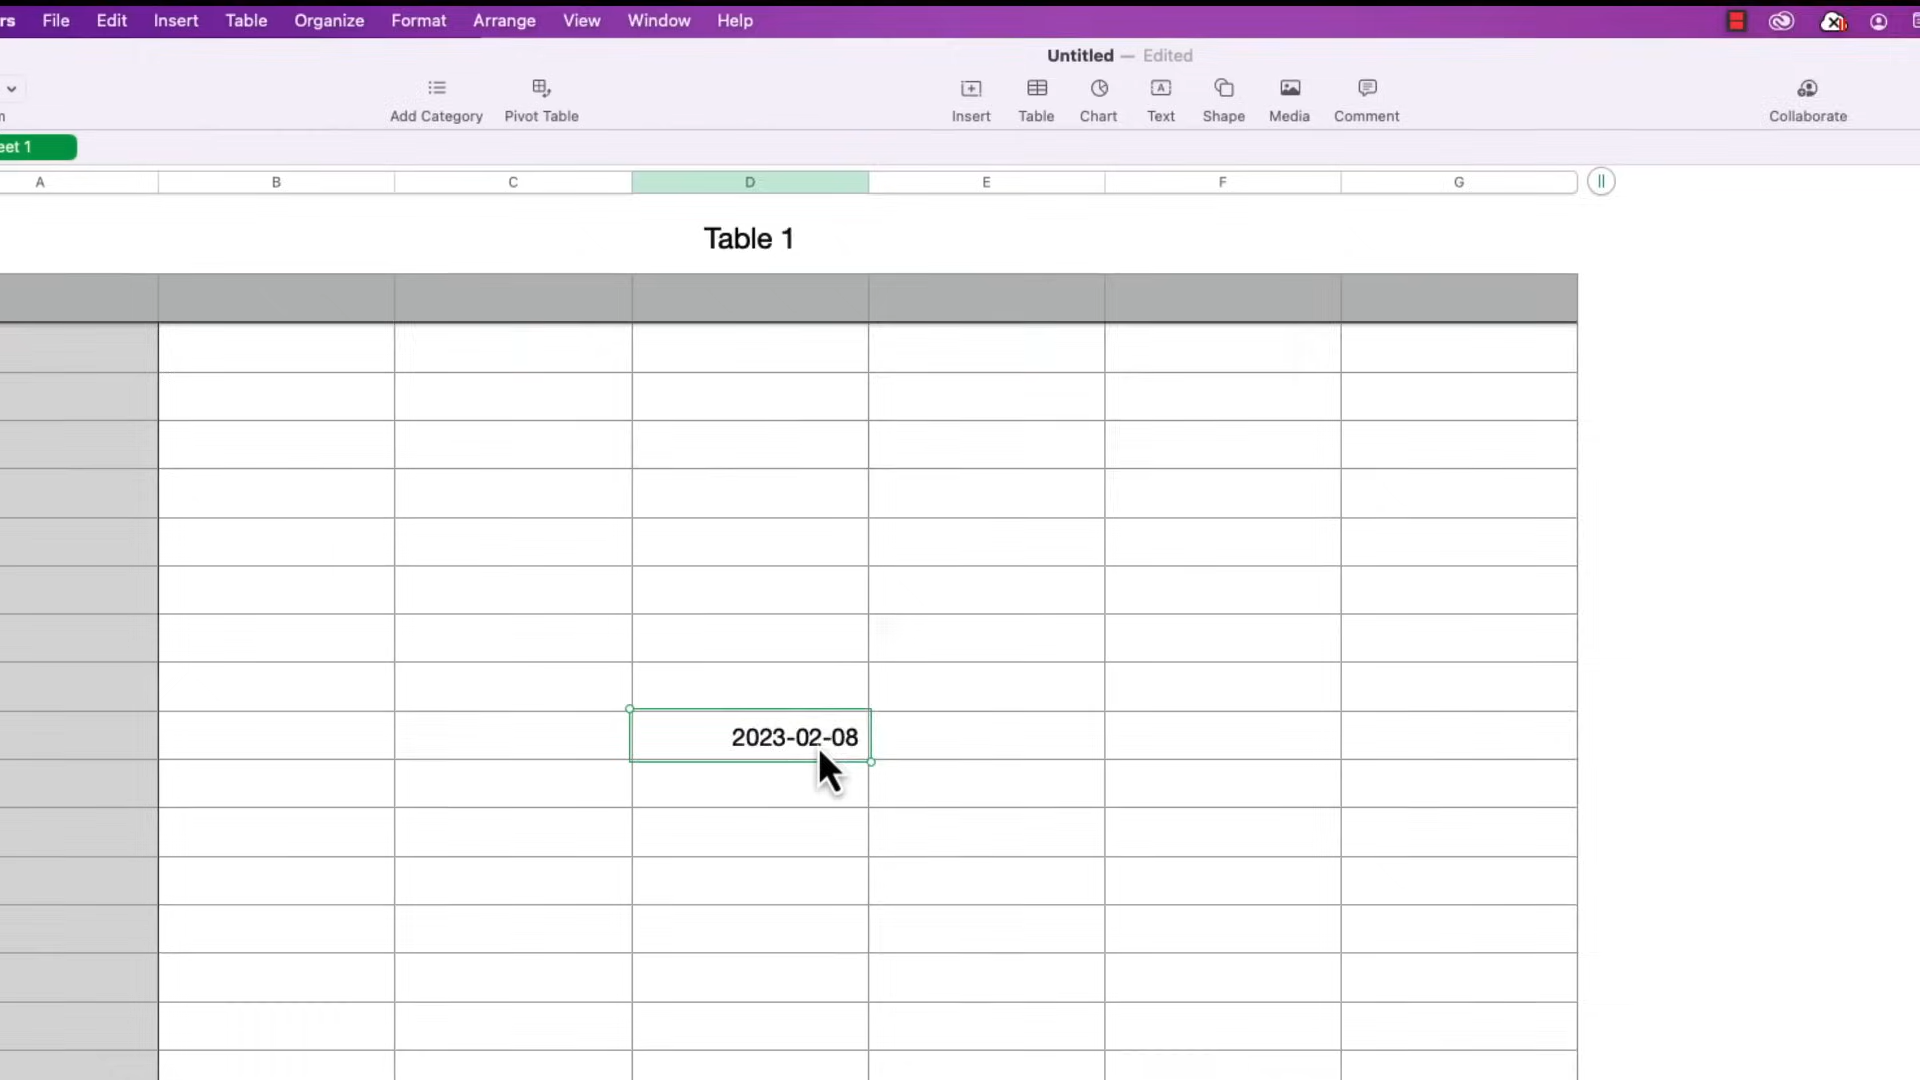 rs File Edit Insert Table Organize Format Arrange View Window Help
Untitled — Edited
Add Category Pivot Table Insert Table Chart Text Shape Media Comment Collaborate
eet 1
A B C D E F G
Table 1
2023-02-08